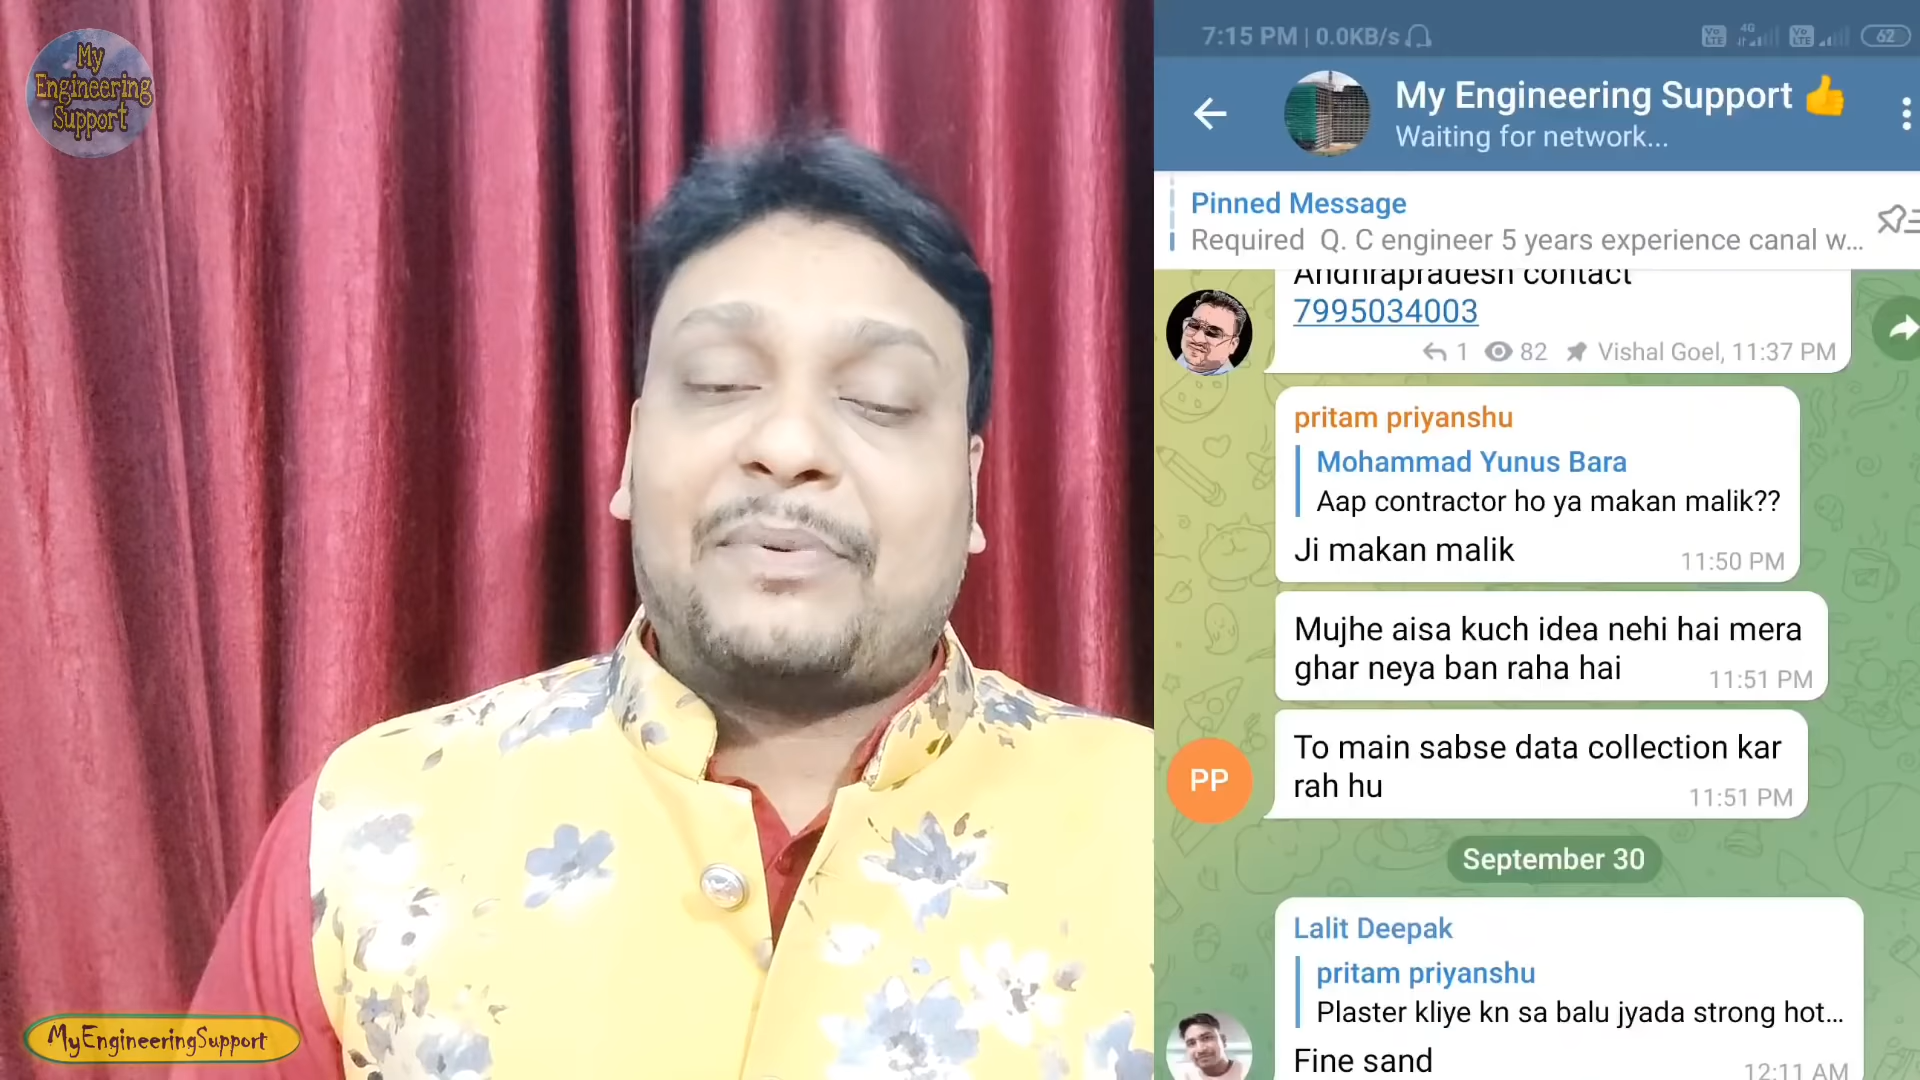 My
Engineering
Support
MyEngineeringSupport
7:15 PM | 0.0KB/s
Vo
LTE
4G
Vo
LTE
62
My Engineering Support 👍
Waiting for network...
Pinned Message
Required Q. C engineer 5 years experience canal w...
Andhrapradesh contact
7995034003
1 82 Vishal Goel, 11:37 PM
pritam priyanshu
Mohammad Yunus Bara
Aap contractor ho ya makan malik??
Ji makan malik
11:50 PM
Mujhe aisa kuch idea nehi hai mera
ghar neya ban raha hai
11:51 PM
PP
To main sabse data collection kar
rah hu
11:51 PM
September 30
Lalit Deepak
pritam priyanshu
Plaster kliye kn sa balu jyada strong hot...
Fine sand
12:11 AM